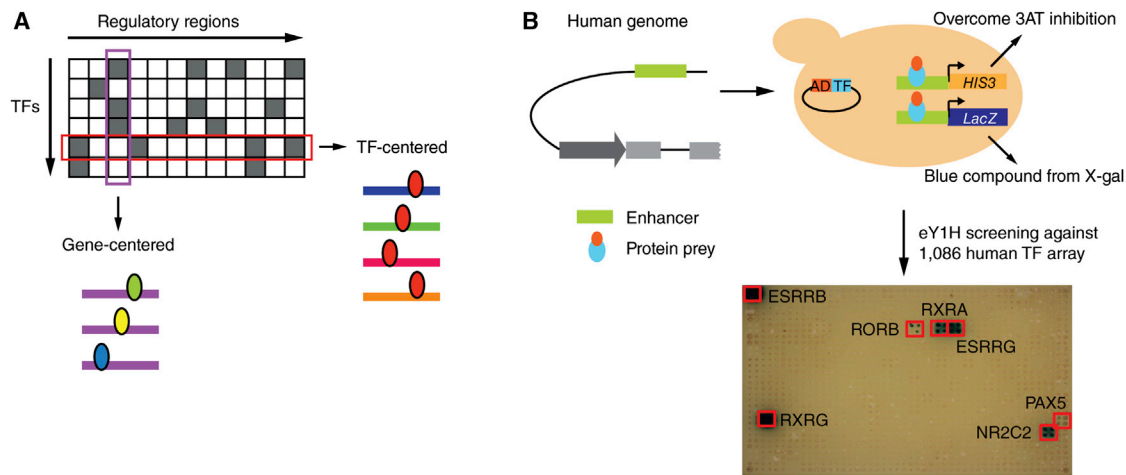 A
Regulatory regions
TFs
TF-centered
Gene-centered
B
Human genome
Enhancer
Protein prey
Overcome 3AT inhibition
AD TF
HIS3
LacZ
Blue compound from X-gal
eY1H screening against
1,086 human TF array
ESRRB
RXRA
RORB
ESRRG
PAX5
RXRG
NR2C2